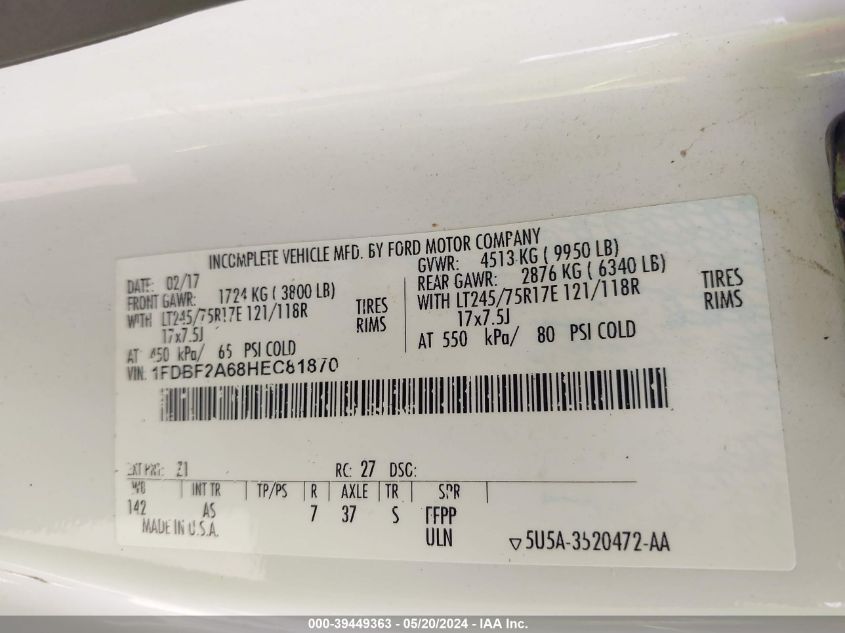 INCOMPLETE VEHICLE MFD. BY FORD MOTOR COMPANY
DATE: 02/17
GVWR: 4513 KG ( 9950 LB)
FRONT GAWR: 1724 KG ( 3800 LB)
REAR GAWR: 2876 KG ( 6340 LB)
WITH LT245/75R17E 121/118R TIRES
WITH LT245/75R17E 121/118R TIRES
17x7.5J RIMS
17x7.5J RIMS
AT 450 kPa/ 65 PSI COLD
AT 550 kPa/ 80 PSI COLD
VIN: 1FDBF2A68HEC81870
EXT PNT: Z1 RC: 27 DSO:
WB INT TR TP/PS R AXLE TR SPR
142 AS 7 37 S FFPP
MADE IN U.S.A. ULN
▽5U5A-3520472-AA
000-39449363 - 05/20/2024 - IAA Inc.